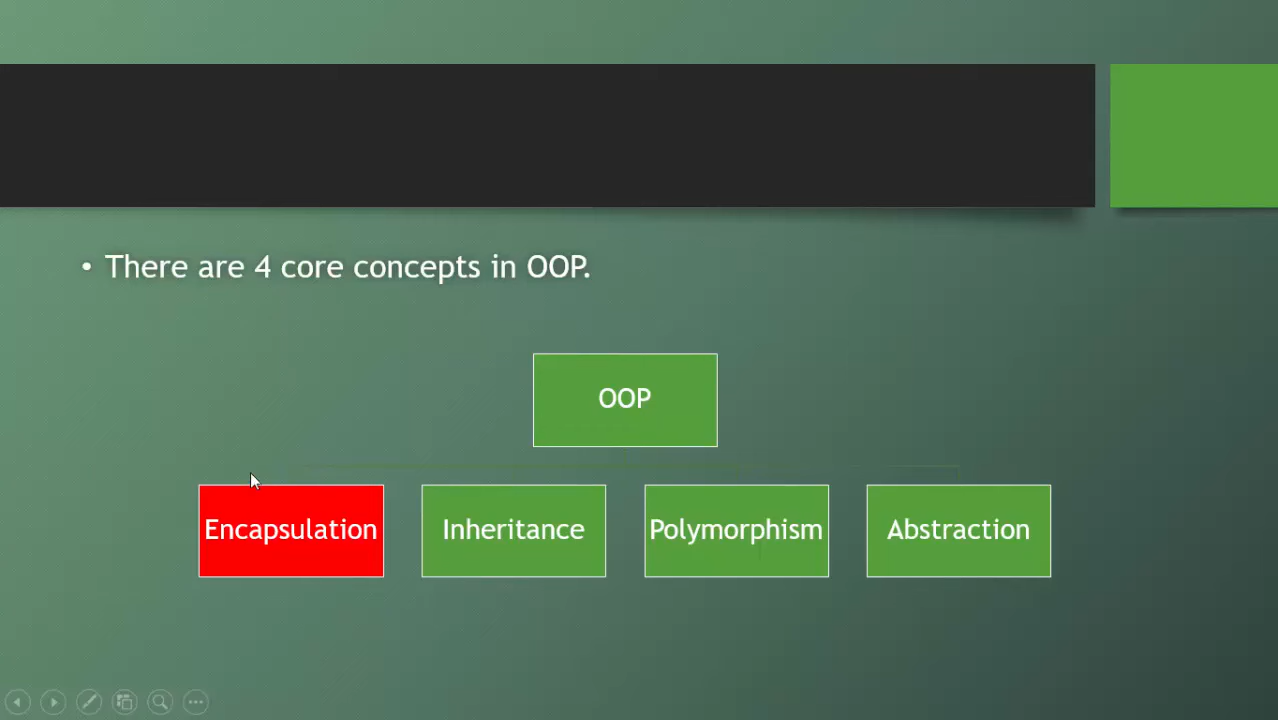 • There are 4 core concepts in OOP.
OOP
Encapsulation
Inheritance
Polymorphism
Abstraction